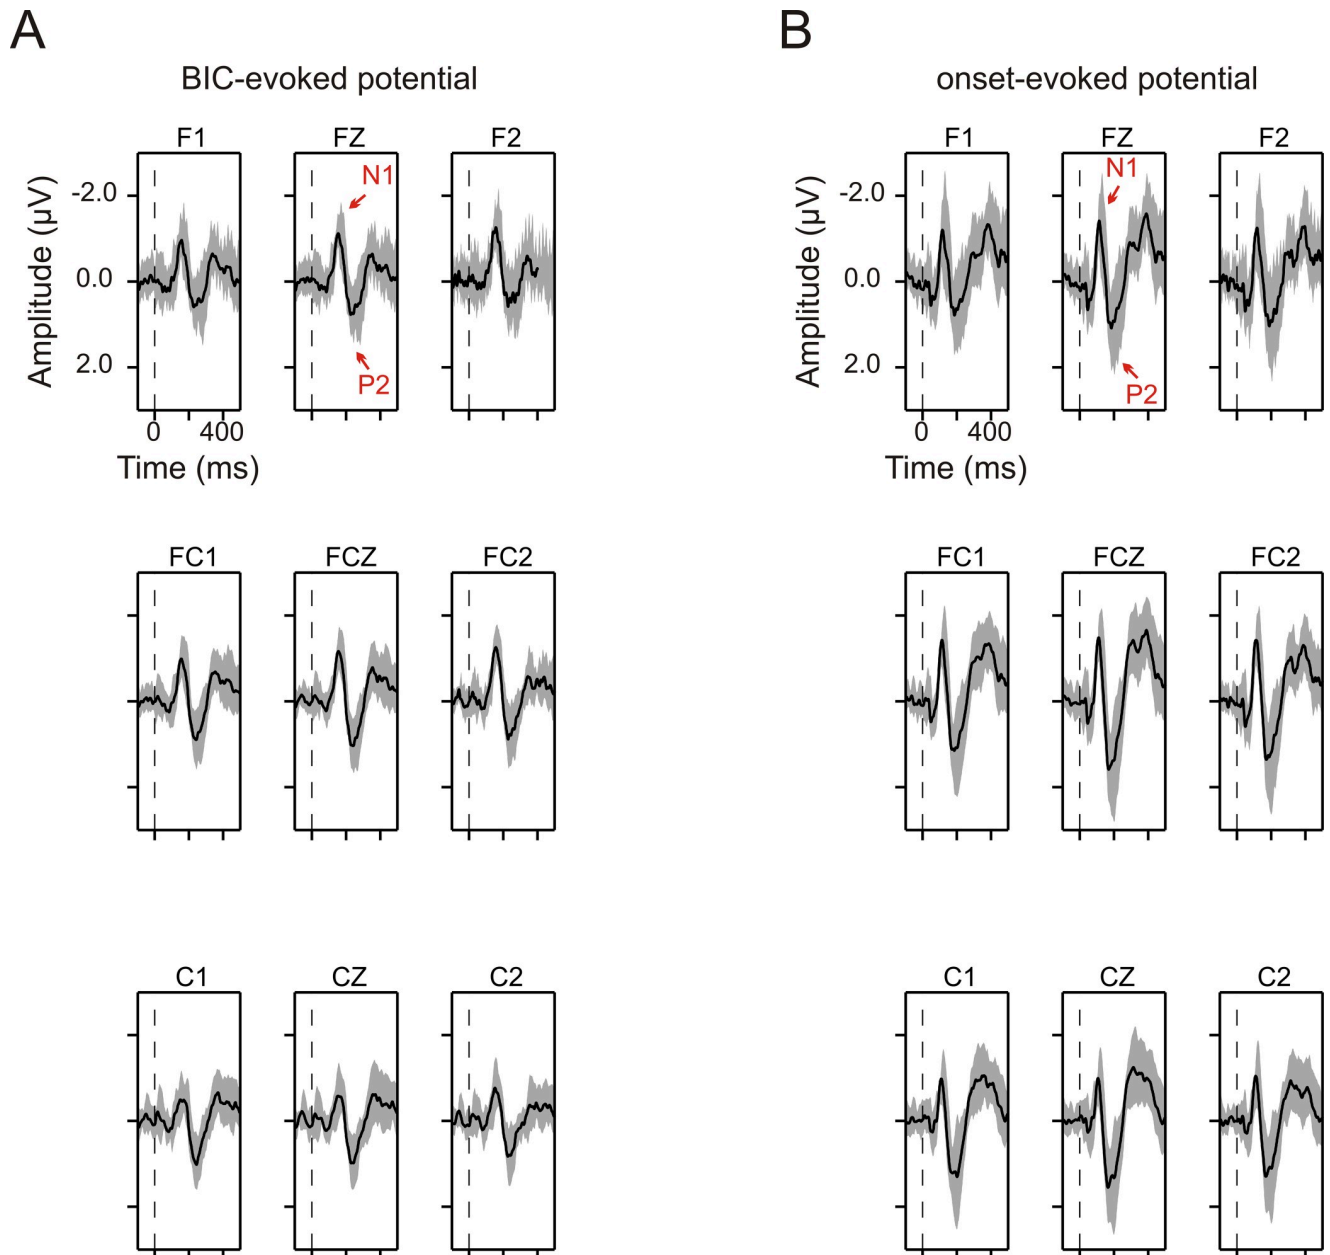 A
B
BIC-evoked potential
onset-evoked potential
F1 FZ F2
F1 FZ F2
Amplitude (μV)
-2.0
0.0
2.0
N1
P2
0 400
Time (ms)
Amplitude (μV)
-2.0
0.0
2.0
N1
P2
0 400
Time (ms)
FC1 FCZ FC2
FC1 FCZ FC2
C1 CZ C2
C1 CZ C2